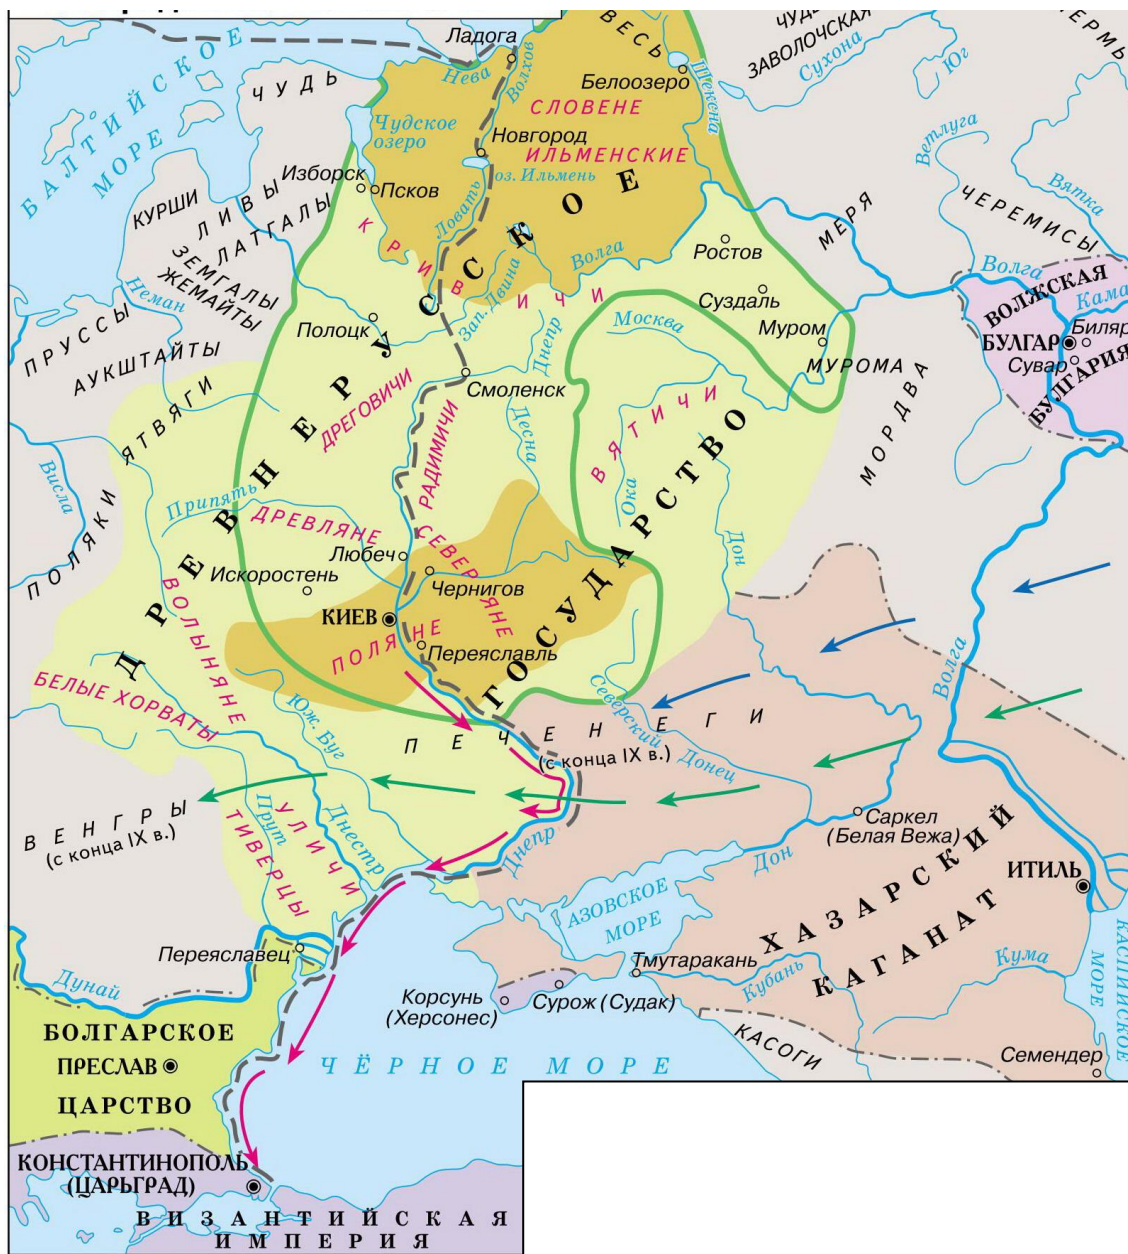 БАЛТИЙСКОЕ
МОРЕ
ЧУДЬ
Ладога
Нева
Волхов
ВЕСЬ
Белоозеро
Шексна
ЗАВОЛОЧСКАЯ
Сухона
Юг
СЛОВЕНЕ
ИЛЬМЕНСКИЕ
Чудское
озеро
Новгород
оз. Ильмень
Изборск
Псков
Ловать
КУРШИ
ЛИВЫ
ЛАТГАЛЫ
ЗЕМГАЛЫ
ЖЕМАЙТЫ
Неман
ПРУССЫ
АУКШТАЙТЫ
ЯТВЯГИ
КРИВИЧИ
Зап. Двина
Волга
Ростов
Суздаль
Муром
МУРОМА
МЕРЯ
Ветлуга
Вятка
ЧЕРЕМИСЫ
Волга
Кама
ВОЛЖСКАЯ
БУЛГАРИЯ
БУЛГАР
Биляр
Сувар
МОРДВА
Полоцк
Смоленск
Днепр
Москва
ДРЕГОВИЧИ
РАДИМИЧИ
Десна
ВЯТИЧИ
Ока
Дон
ДРЕВНЕРУССКОЕ
ГОСУДАРСТВО
Висла
ПОЛЯКИ
Припять
ДРЕВЛЯНЕ
Любеч
СЕВЕРЯНЕ
Искоростень
Чернигов
КИЕВ
ПОЛЯНЕ
Переяславль
ВОЛЫНЯНЕ
БЕЛЫЕ ХОРВАТЫ
Юж. Буг
ПЕЧЕНЕГИ
(с конца IX в.)
Северский
Донец
Волга
ВЕНГРЫ
(с конца IX в.)
Прут
УЛИЧИ
ТИВЕРЦЫ
Днестр
Днепр
Саркел
(Белая Вежа)
Дон
АЗОВСКОЕ
МОРЕ
ХАЗАРСКИЙ
КАГАНАТ
ИТИЛЬ
КАСПИЙСКОЕ
МОРЕ
Переяславец
Дунай
Тмутаракань
Кубань
Кума
Корсунь
(Херсонес)
Сурож (Судак)
КАСОГИ
Семендер
БОЛГАРСКОЕ
ПРЕСЛАВ
ЦАРСТВО
ЧЁРНОЕ МОРЕ
КОНСТАНТИНОПОЛЬ
(ЦАРЬГРАД)
ВИЗАНТИЙСКАЯ
ИМПЕРИЯ